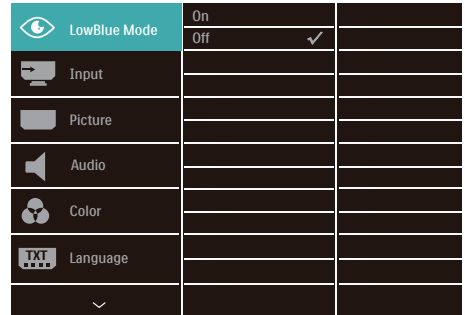 LowBlue Mode
On
Off
Input
Picture
Audio
Color
TXT
Language